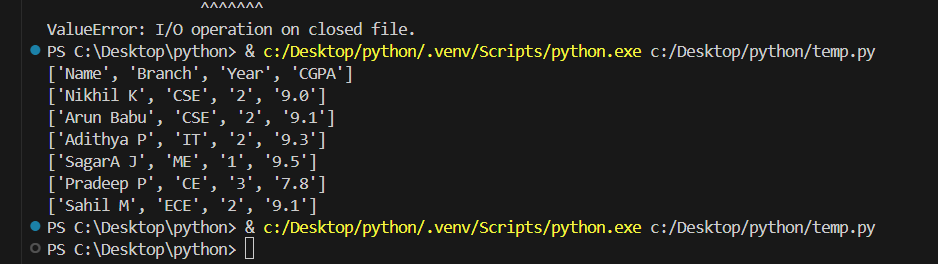 ^^^^^^^
ValueError: I/O operation on closed file.
PS C:\Desktop\python> & c:/Desktop/python/.venv/Scripts/python.exe c:/Desktop/python/temp.py
['Name', 'Branch', 'Year', 'CGPA']
['Nikhil K', 'CSE', '2', '9.0']
['Arun Babu', 'CSE', '2', '9.1']
['Adithya P', 'IT', '2', '9.3']
['SagarA J', 'ME', '1', '9.5']
['Pradeep P', 'CE', '3', '7.8']
['Sahil M', 'ECE', '2', '9.1']
PS C:\Desktop\python> & c:/Desktop/python/.venv/Scripts/python.exe c:/Desktop/python/temp.py
PS C:\Desktop\python>